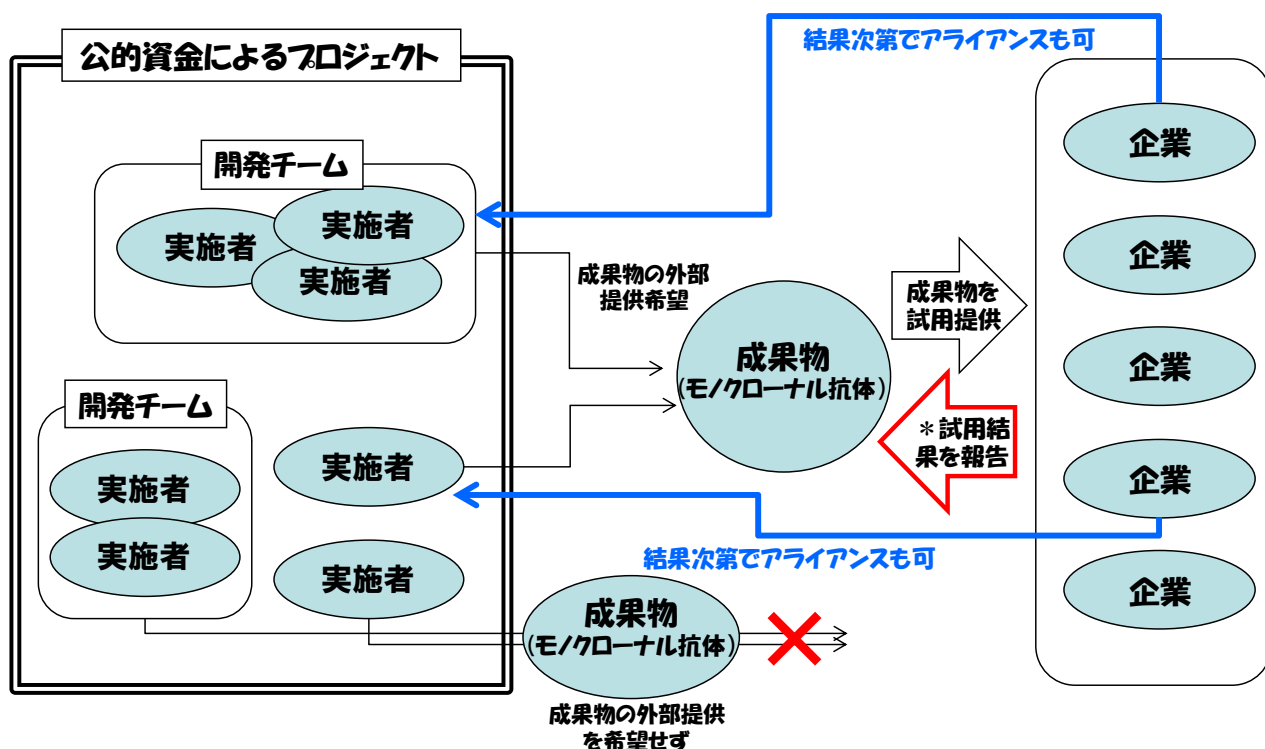 公的資金によるプロジェクト
結果次第でアライアンスも可
開発チーム
実施者
実施者
実施者
成果物の外部
提供希望
成果物
(モノクローナル抗体)
成果物を
試用提供
＊試用結
果を報告
企業
企業
企業
企業
企業
開発チーム
実施者
実施者
実施者
実施者
結果次第でアライアンスも可
成果物
(モノクローナル抗体)
成果物の外部提供
を希望せず